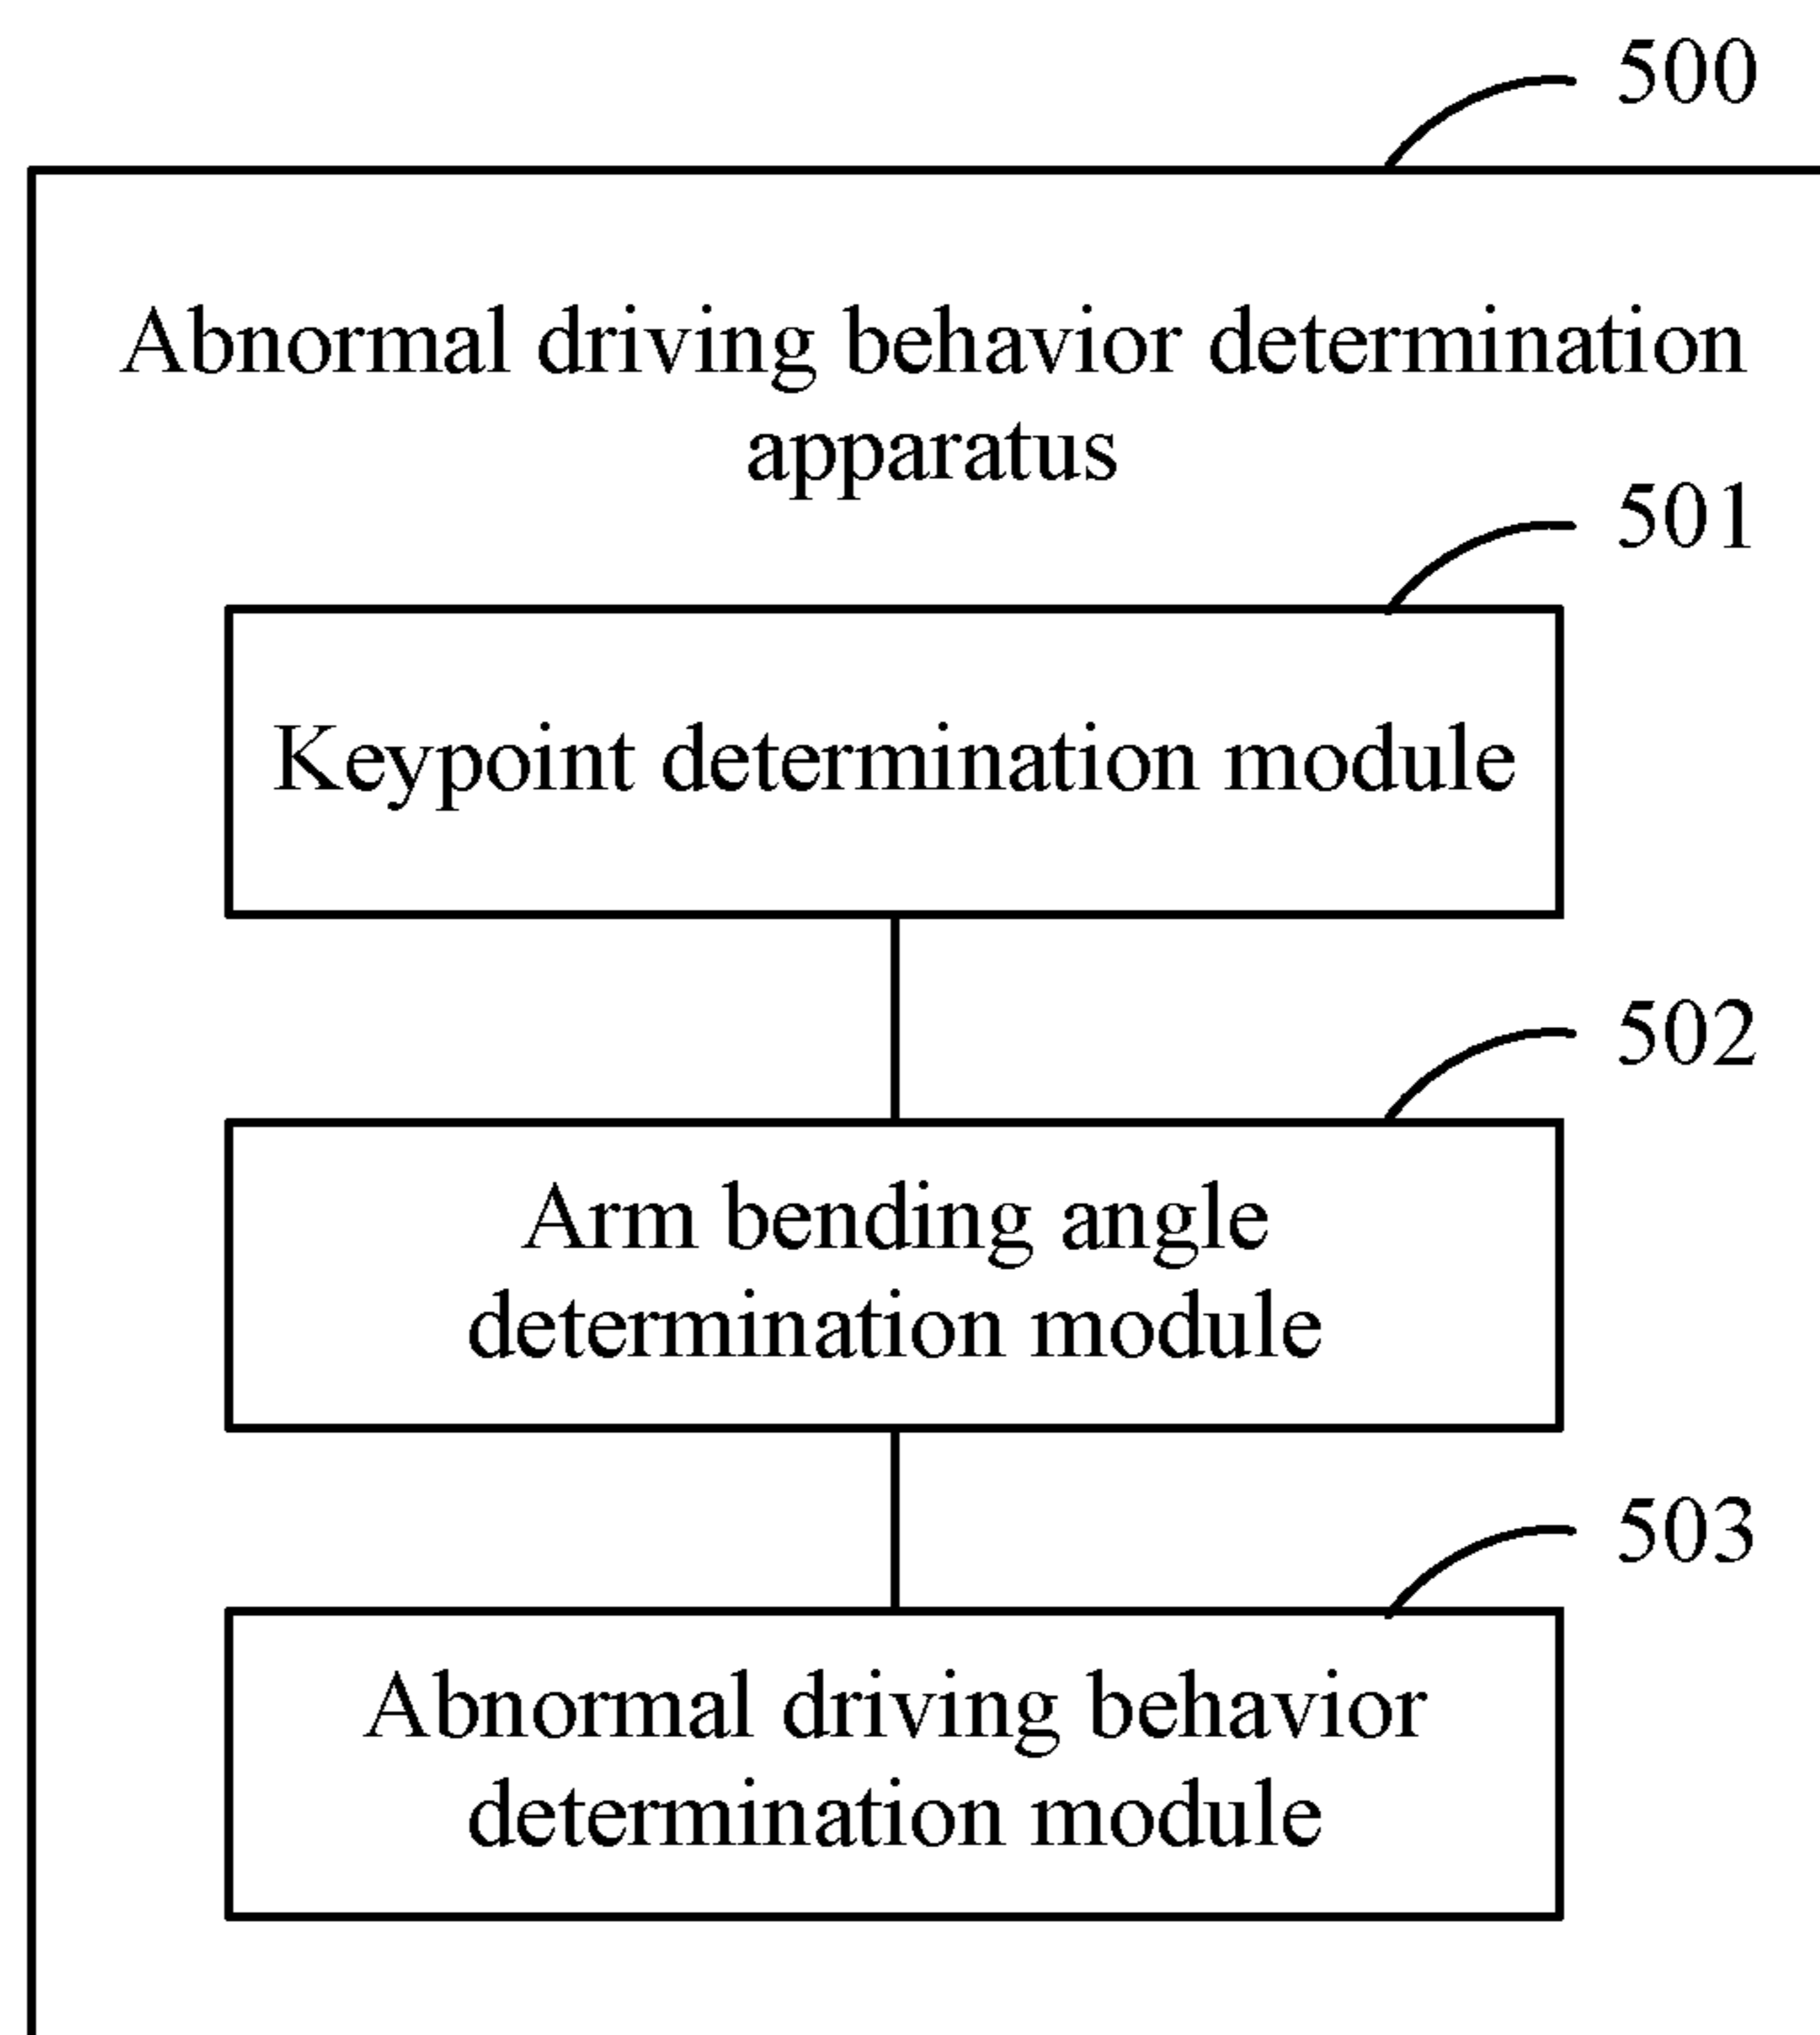 500
Abnormal driving behavior determination
apparatus
501
Keypoint determination module
502
Arm bending angle
determination module
503
Abnormal driving behavior
determination module